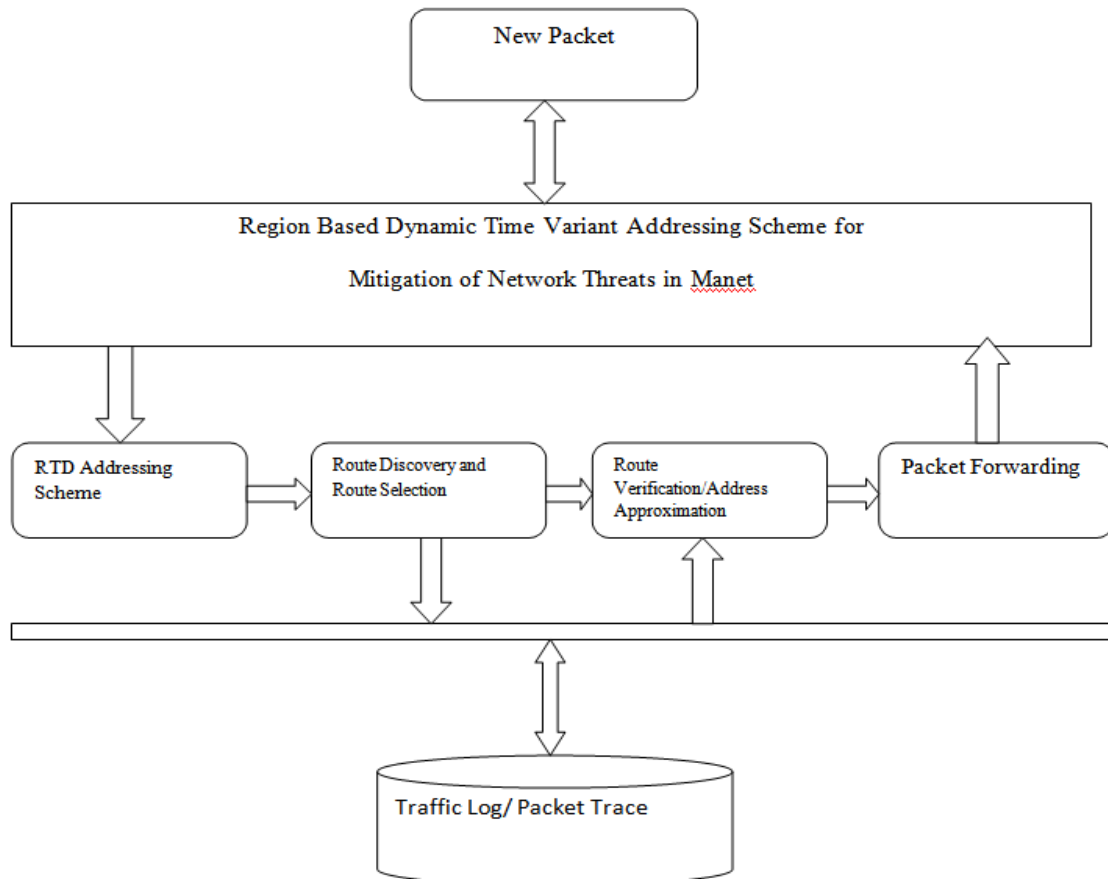 New Packet
Region Based Dynamic Time Variant Addressing Scheme for
Mitigation of Network Threats in Manet
RTD Addressing
Scheme
Route Discovery and
Route Selection
Route
Verification/Address
Approximation
Packet Forwarding
Traffic Log/ Packet Trace